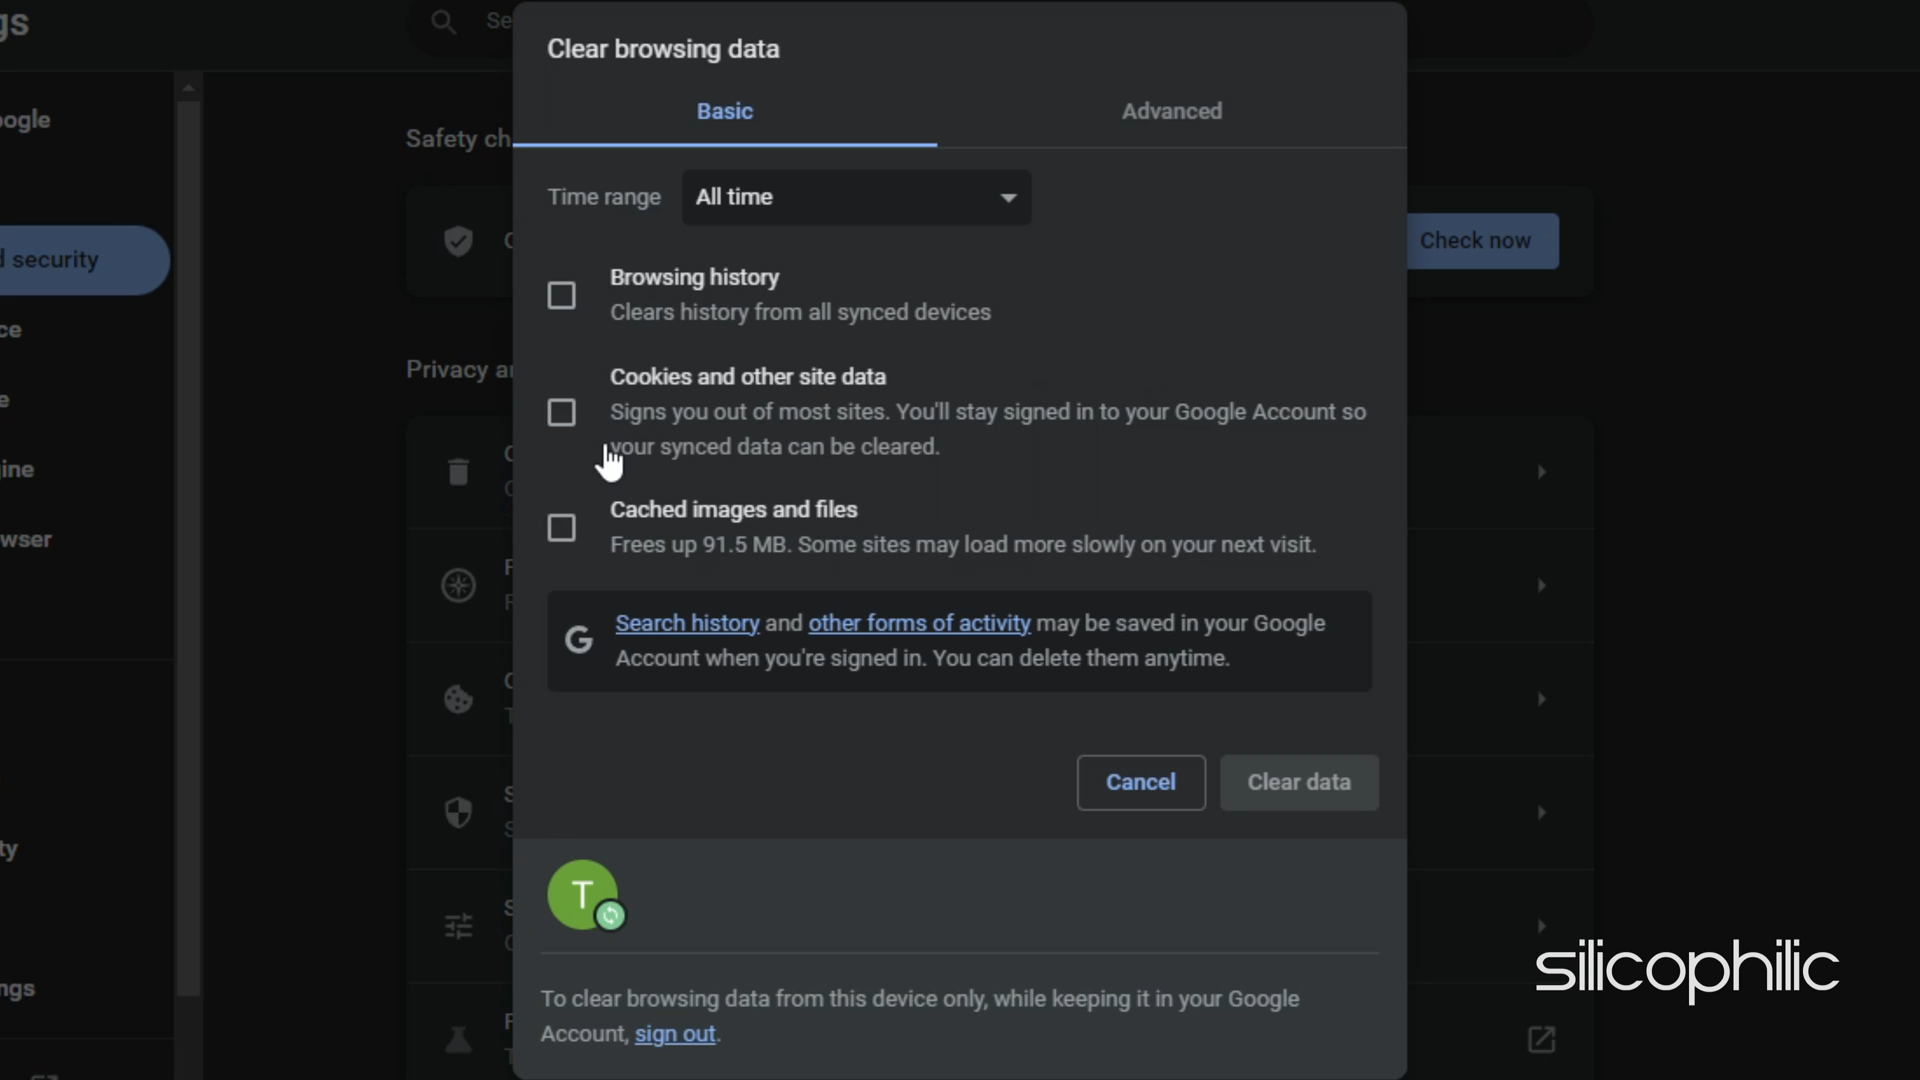 gs
Clear browsing data
Basic
Advanced
Safety ch
Time range
All time
Check now
d security
Browsing history
Clears history from all synced devices
Privacy a
Cookies and other site data
Signs you out of most sites. You'll stay signed in to your Google Account so
your synced data can be cleared.
Cached images and files
Frees up 91.5 MB. Some sites may load more slowly on your next visit.
wser
Search history and other forms of activity may be saved in your Google
Account when you're signed in. You can delete them anytime.
Cancel
Clear data
T
silicophilic
ngs
To clear browsing data from this device only, while keeping it in your Google
Account, sign out.